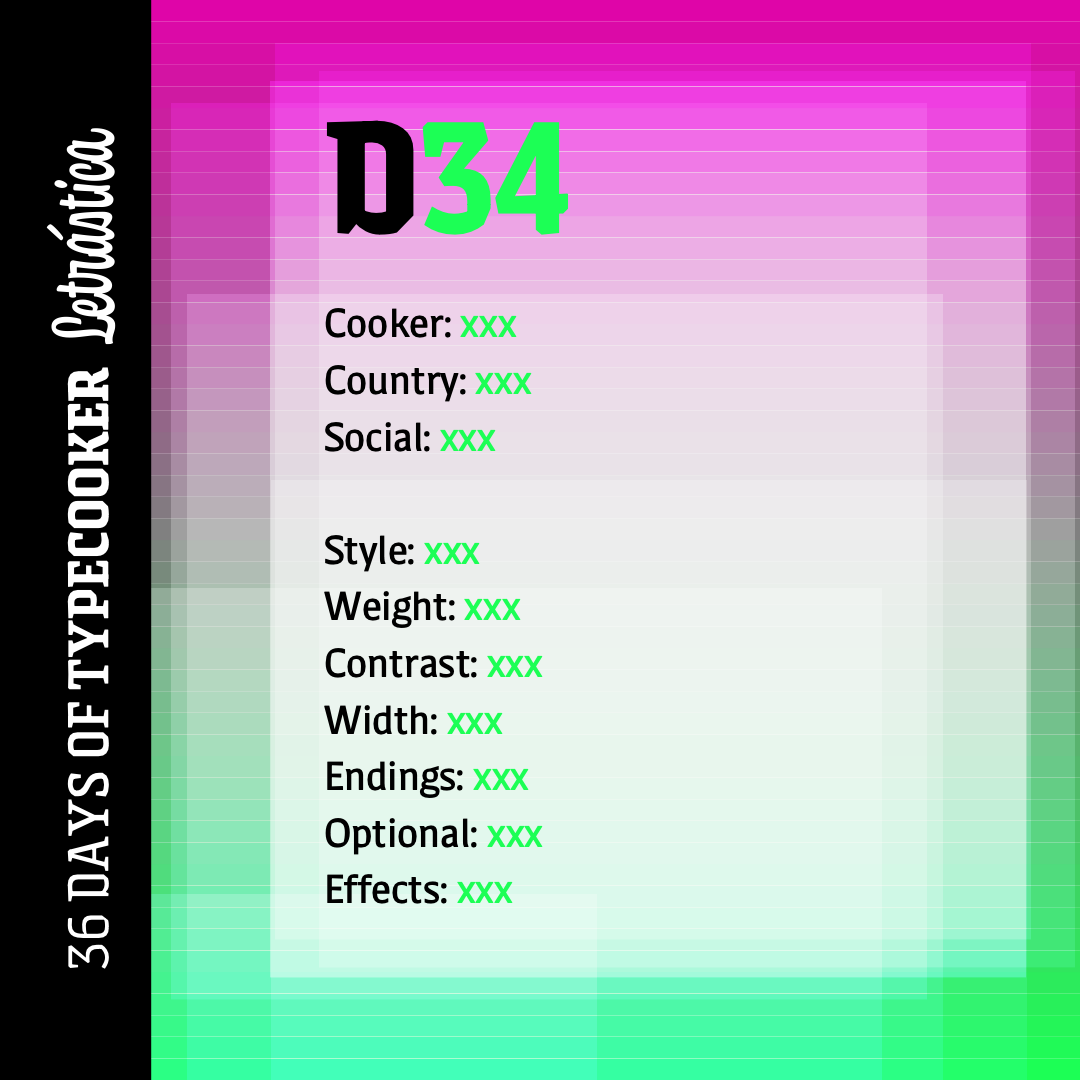 36 DAYS OF TYPECOOKER Letrástica
D34
Cooker: xxx
Country: xxx
Social: xxx
Style: xxx
Weight: xxx
Contrast: xxx
Width: xxx
Endings: xxx
Optional: xxx
Effects: xxx